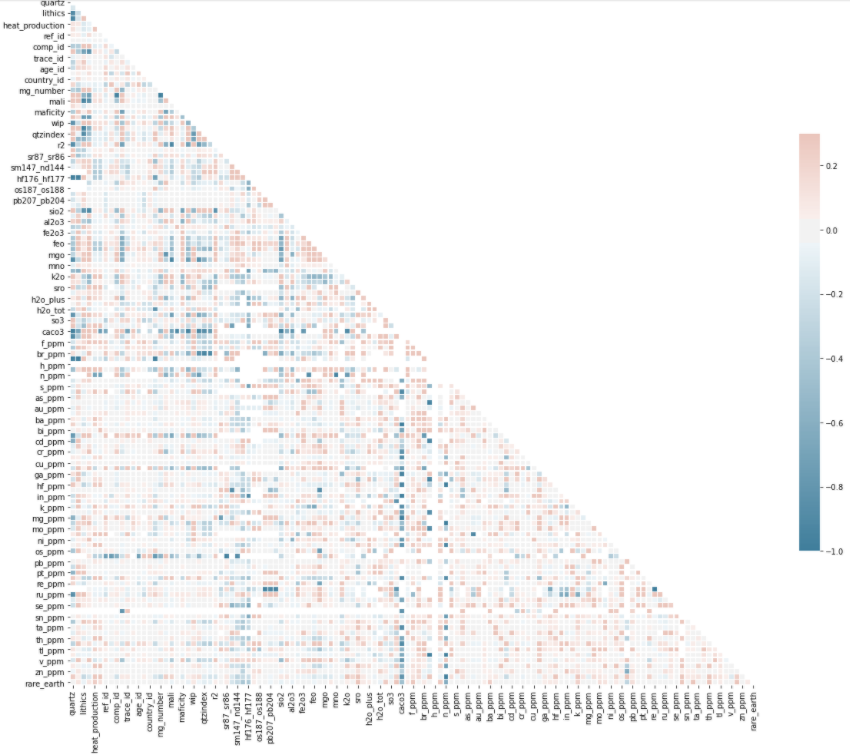 quartz
lithics
heat_production
ref_id
comp_id
trace_id
age_id
country_id
mg_number
mali
maficity
wip
qtzindex
r2
sr87_sr86
sm147_nd144
hf176_hf177
os187_os188
pb207_pb204
sio2
al2o3
fe2o3
feo
mgo
mno
k2o
sro
h2o_plus
h2o_tot
so3
caco3
f_ppm
br_ppm
h_ppm
n_ppm
s_ppm
as_ppm
au_ppm
ba_ppm
bi_ppm
cd_ppm
cr_ppm
cu_ppm
ga_ppm
hf_ppm
in_ppm
k_ppm
mg_ppm
mo_ppm
ni_ppm
os_ppm
pb_ppm
pt_ppm
re_ppm
ru_ppm
se_ppm
sn_ppm
ta_ppm
th_ppm
tl_ppm
v_ppm
zn_ppm
rare_earth
quartz
lithics
heat_production
ref_id
comp_id
trace_id
age_id
country_id
mg_number
mali
maficity
wip
qtzindex
r2
sr87_sr86
sm147_nd144
hf176_hf177
os187_os188
pb207_pb204
sio2
al2o3
fe2o3
feo
mgo
mno
k2o
sro
h2o_plus
h2o_tot
so3
caco3
f_ppm
br_ppm
h_ppm
n_ppm
s_ppm
as_ppm
au_ppm
ba_ppm
bi_ppm
cd_ppm
cr_ppm
cu_ppm
ga_ppm
hf_ppm
in_ppm
k_ppm
mg_ppm
mo_ppm
ni_ppm
os_ppm
pb_ppm
pt_ppm
re_ppm
ru_ppm
se_ppm
sn_ppm
ta_ppm
th_ppm
tl_ppm
v_ppm
zn_ppm
rare_earth
0.2
0.0
−0.2
−0.4
−0.6
−0.8
−1.0